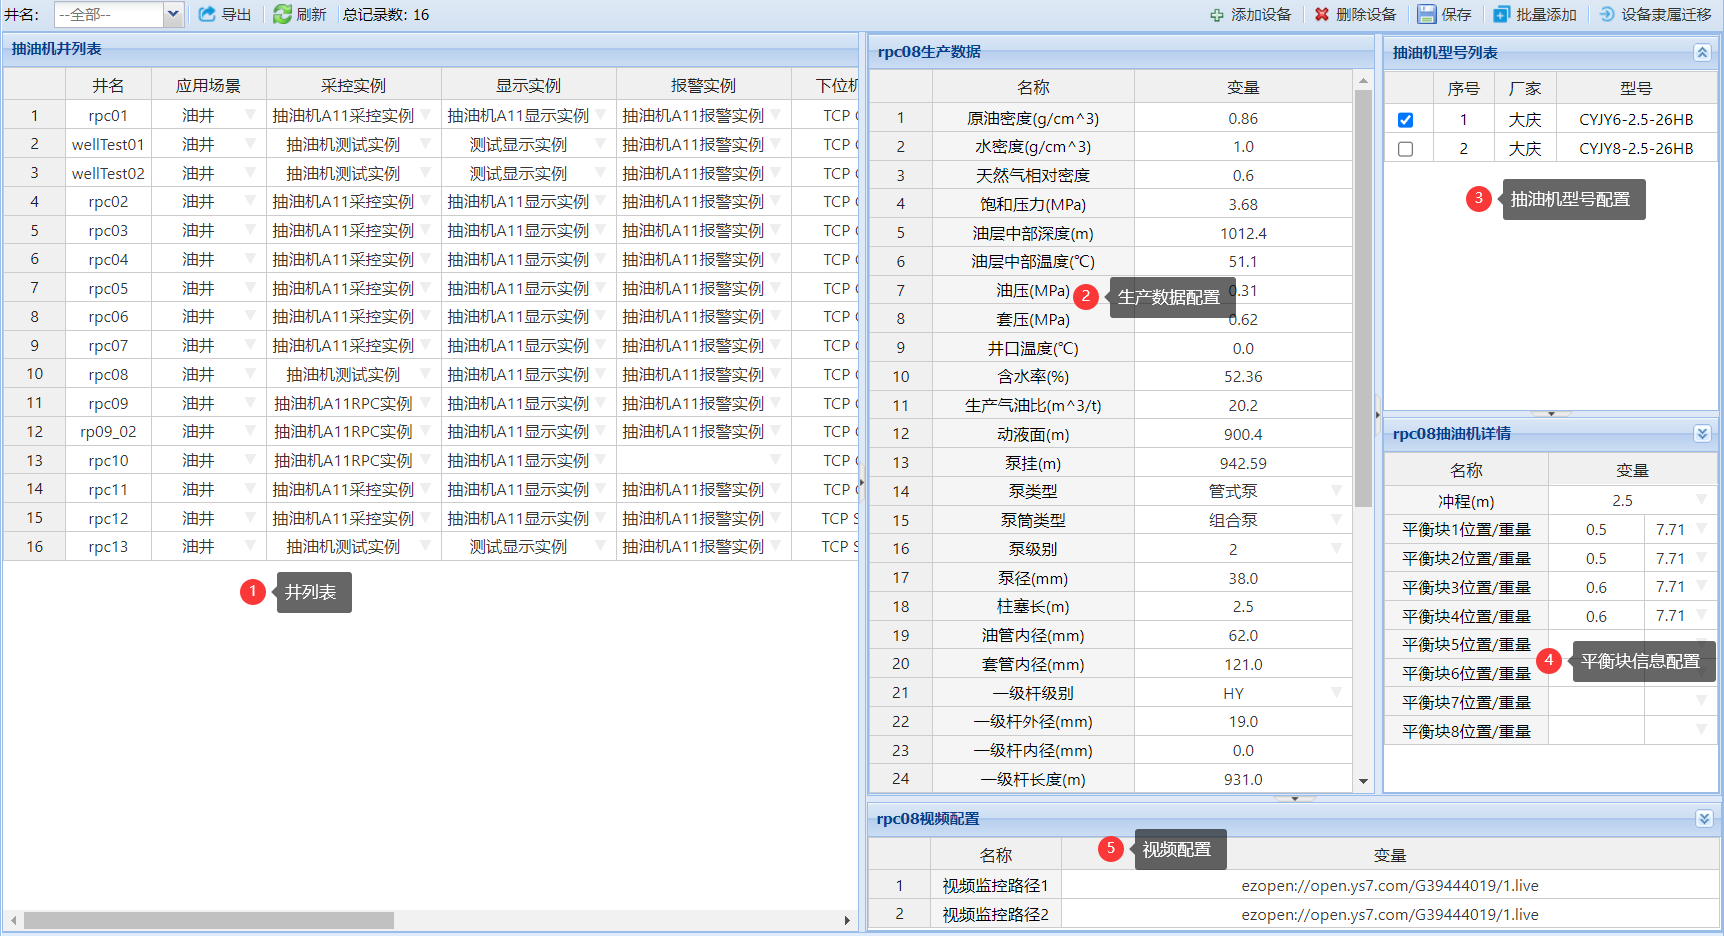 井名: --全部-- 导出 刷新 总记录数: 16 添加设备 删除设备 保存 批量添加 设备隶属迁移
抽油机井列表
井名 应用场景 采控实例 显示实例 报警实例 下位机
1 rpc01 油井 抽油机A11采控实例 抽油机A11显示实例 抽油机A11报警实例 TCP
2 wellTest01 油井 抽油机测试实例 测试显示实例 TCP
3 wellTest02 油井 抽油机测试实例 测试显示实例 TCP
4 rpc02 油井 抽油机A11采控实例 抽油机A11显示实例 抽油机A11报警实例 TCP
5 rpc03 油井 抽油机A11采控实例 抽油机A11显示实例 抽油机A11报警实例 TCP
6 rpc04 油井 抽油机A11采控实例 抽油机A11显示实例 抽油机A11报警实例 TCP
7 rpc05 油井 抽油机A11采控实例 抽油机A11显示实例 抽油机A11报警实例 TCP
8 rpc06 油井 抽油机A11采控实例 抽油机A11显示实例 抽油机A11报警实例 TCP
9 rpc07 油井 抽油机A11采控实例 抽油机A11显示实例 抽油机A11报警实例 TCP
10 rpc08 油井 抽油机测试实例 抽油机A11显示实例 抽油机A11报警实例 TCP
11 rpc09 油井 抽油机A11RPC实例 抽油机A11显示实例 抽油机A11报警实例 TCP
12 rp09_02 油井 抽油机A11RPC实例 抽油机A11显示实例 抽油机A11报警实例 TCP
13 rpc10 油井 抽油机A11RPC实例 抽油机A11显示实例 TCP
14 rpc11 油井 抽油机A11采控实例 抽油机A11显示实例 抽油机A11报警实例 TCP
15 rpc12 油井 抽油机A11采控实例 抽油机A11显示实例 抽油机A11报警实例 TCP S
16 rpc13 油井 抽油机测试实例 测试显示实例 抽油机A11报警实例 TCP S
1 井列表
rpc08生产数据
名称 变量
1 原油密度(g/cm^3) 0.86
2 水密度(g/cm^3) 1.0
3 天然气相对密度 0.6
4 饱和压力(MPa) 3.68
5 油层中部深度(m) 1012.4
6 油层中部温度(℃) 51.1
7 油压(MPa) 0.31
2 生产数据配置
8 套压(MPa) 0.62
9 井口温度(℃) 0.0
10 含水率(%) 52.36
11 生产气油比(m^3/t) 20.2
12 动液面(m) 900.4
13 泵挂(m) 942.59
14 泵类型 管式泵
15 泵筒类型 组合泵
16 泵级别 2
17 泵径(mm) 38.0
18 柱塞长(m) 2.5
19 油管内径(mm) 62.0
20 套管内径(mm) 121.0
21 一级杆级别 HY
22 一级杆外径(mm) 19.0
23 一级杆内径(mm) 0.0
24 一级杆长度(m) 931.0
抽油机型号列表
序号 厂家 型号
1 大庆 CYJY6-2.5-26HB
2 大庆 CYJY8-2.5-26HB
3 抽油机型号配置
rpc08抽油机详情
名称 变量
冲程(m) 2.5
平衡块1位置/重量 0.5 7.71
平衡块2位置/重量 0.5 7.71
平衡块3位置/重量 0.6 7.71
平衡块4位置/重量 0.6 7.71
平衡块5位置/重量
4 平衡块信息配置
平衡块6位置/重量
平衡块7位置/重量
平衡块8位置/重量
rpc08视频配置
5 视频配置
名称 变量
1 视频监控路径1 ezopen://open.ys7.com/G39444019/1.live
2 视频监控路径2 ezopen://open.ys7.com/G39444019/1.live